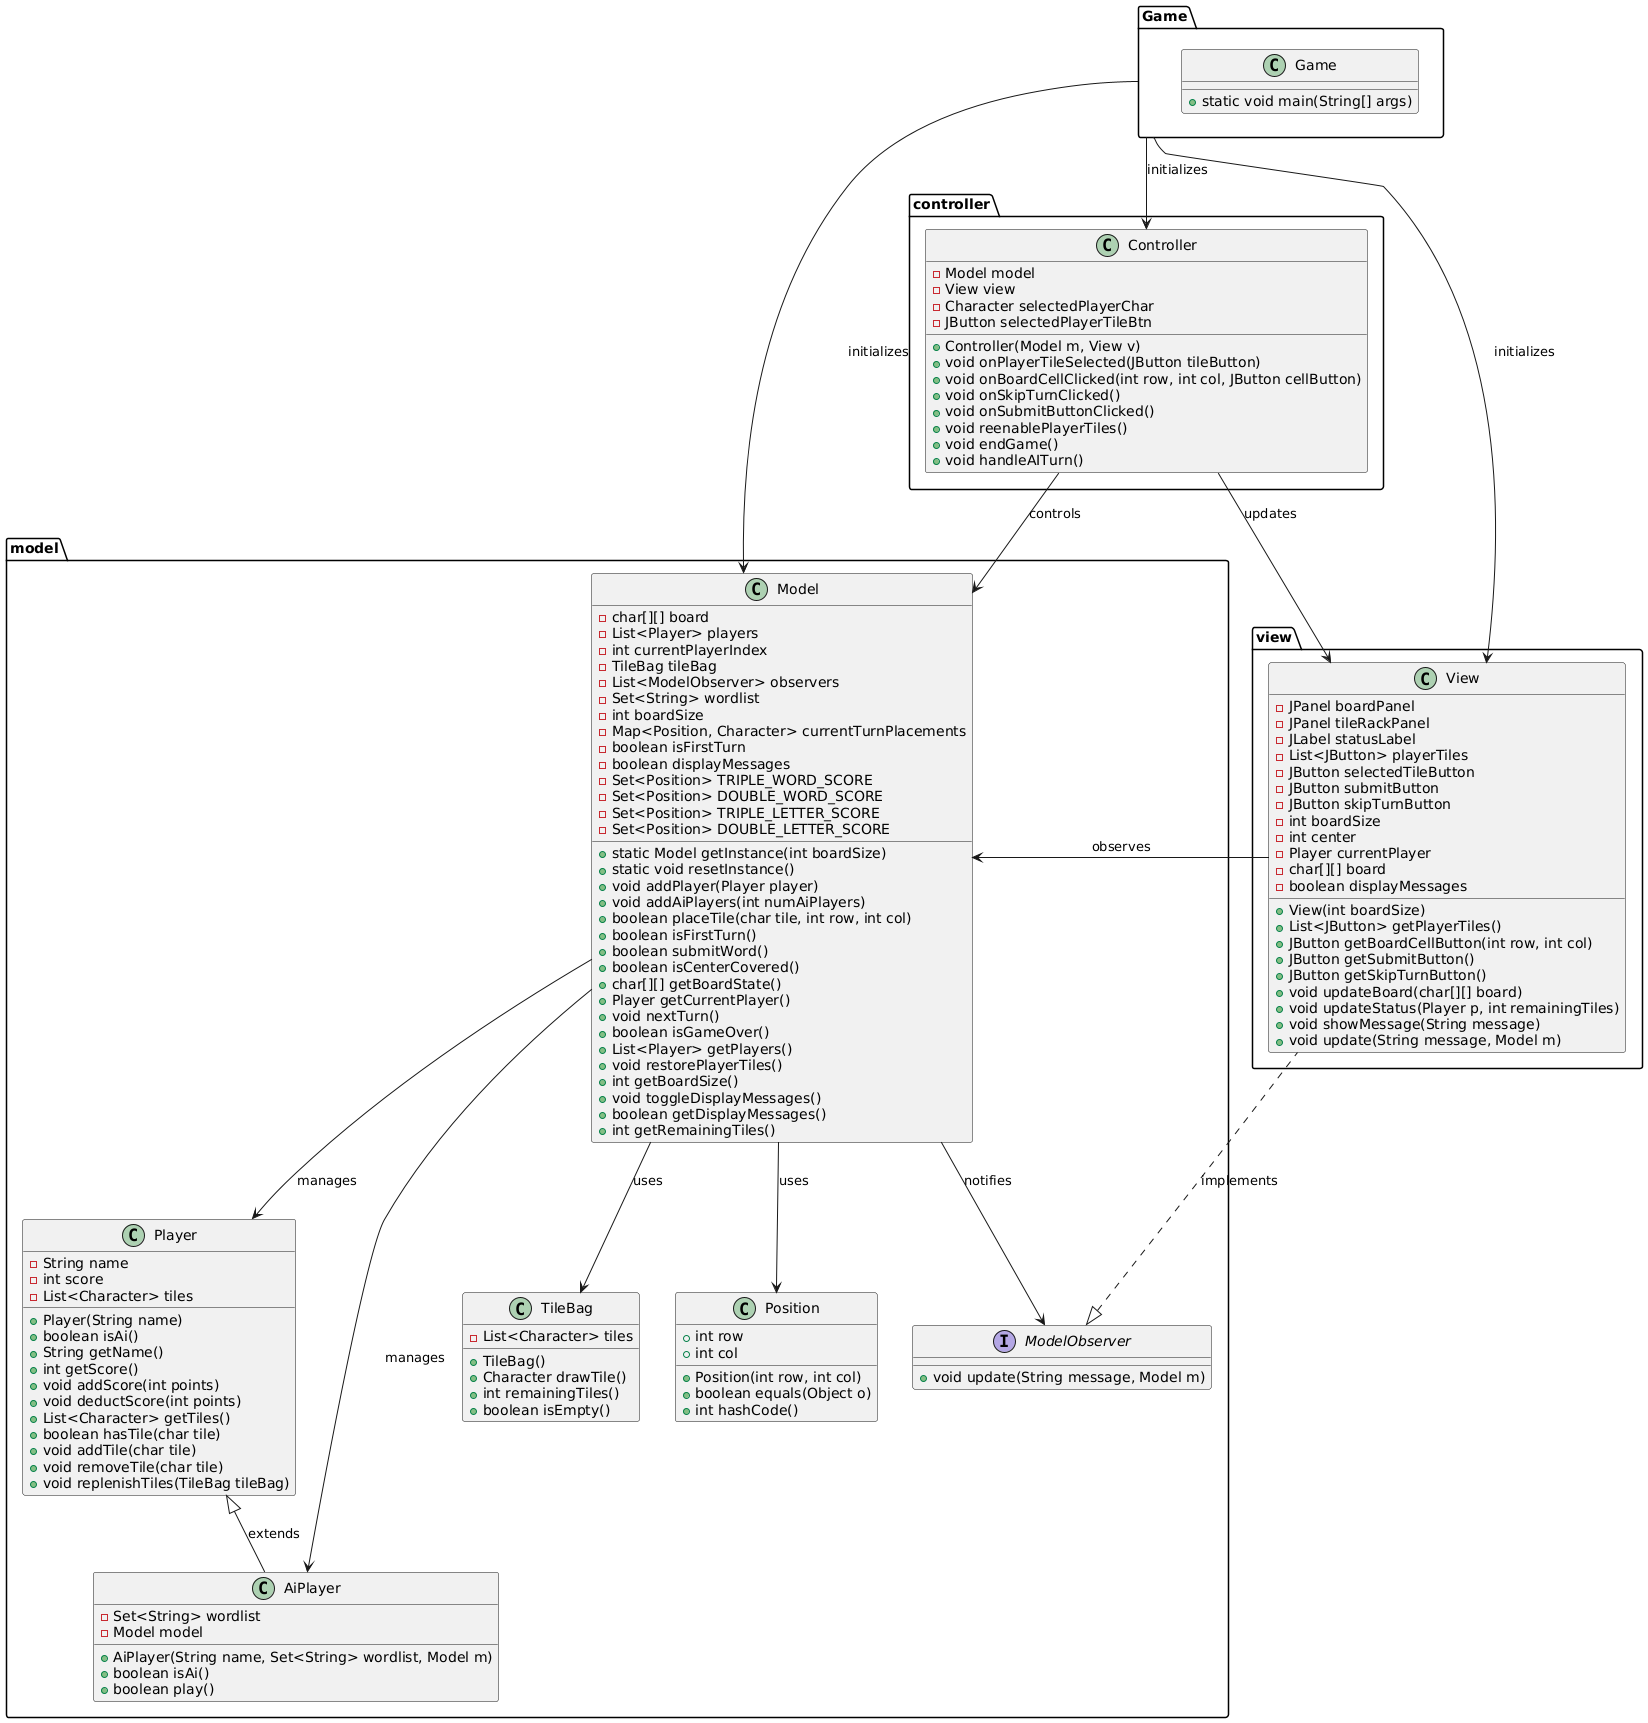 Game
C Game
static void main(String[] args)
initializes
controller
C Controller
Model model
View view
Character selectedPlayerChar
JButton selectedPlayerTileBtn
Controller(Model m, View v)
void onPlayerTileSelected(JButton tileButton)
void onBoardCellClicked(int row, int col, JButton cellButton)
void onSkipTurnClicked()
void onSubmitButtonClicked()
void reenablePlayerTiles()
void endGame()
void handleAITurn()
initializes
initializes
controls
updates
model
C Model
char[][] board
List<Player> players
int currentPlayerIndex
TileBag tileBag
List<ModelObserver> observers
Set<String> wordlist
int boardSize
Map<Position, Character> currentTurnPlacements
boolean isFirstTurn
boolean displayMessages
Set<Position> TRIPLE_WORD_SCORE
Set<Position> DOUBLE_WORD_SCORE
Set<Position> TRIPLE_LETTER_SCORE
Set<Position> DOUBLE_LETTER_SCORE
static Model getInstance(int boardSize)
static void resetInstance()
void addPlayer(Player player)
void addAiPlayers(int numAiPlayers)
boolean placeTile(char tile, int row, int col)
boolean isFirstTurn()
boolean submitWord()
boolean isCenterCovered()
char[][] getBoardState()
Player getCurrentPlayer()
void nextTurn()
boolean isGameOver()
List<Player> getPlayers()
void restorePlayerTiles()
int getBoardSize()
void toggleDisplayMessages()
boolean getDisplayMessages()
int getRemainingTiles()
observes
view
C View
JPanel boardPanel
JPanel tileRackPanel
JLabel statusLabel
List<JButton> playerTiles
JButton selectedTileButton
JButton submitButton
JButton skipTurnButton
int boardSize
int center
Player currentPlayer
char[][] board
boolean displayMessages
View(int boardSize)
List<JButton> getPlayerTiles()
JButton getBoardCellButton(int row, int col)
JButton getSubmitButton()
JButton getSkipTurnButton()
void updateBoard(char[][] board)
void updateStatus(Player p, int remainingTiles)
void showMessage(String message)
void update(String message, Model m)
manages
uses
uses
notifies
implements
C Player
String name
int score
List<Character> tiles
Player(String name)
boolean isAi()
String getName()
int getScore()
void addScore(int points)
void deductScore(int points)
List<Character> getTiles()
boolean hasTile(char tile)
void addTile(char tile)
void removeTile(char tile)
void replenishTiles(TileBag tileBag)
manages
C TileBag
List<Character> tiles
TileBag()
Character drawTile()
int remainingTiles()
boolean isEmpty()
C Position
int row
int col
Position(int row, int col)
boolean equals(Object o)
int hashCode()
I ModelObserver
void update(String message, Model m)
extends
C AiPlayer
Set<String> wordlist
Model model
AiPlayer(String name, Set<String> wordlist, Model m)
boolean isAi()
boolean play()